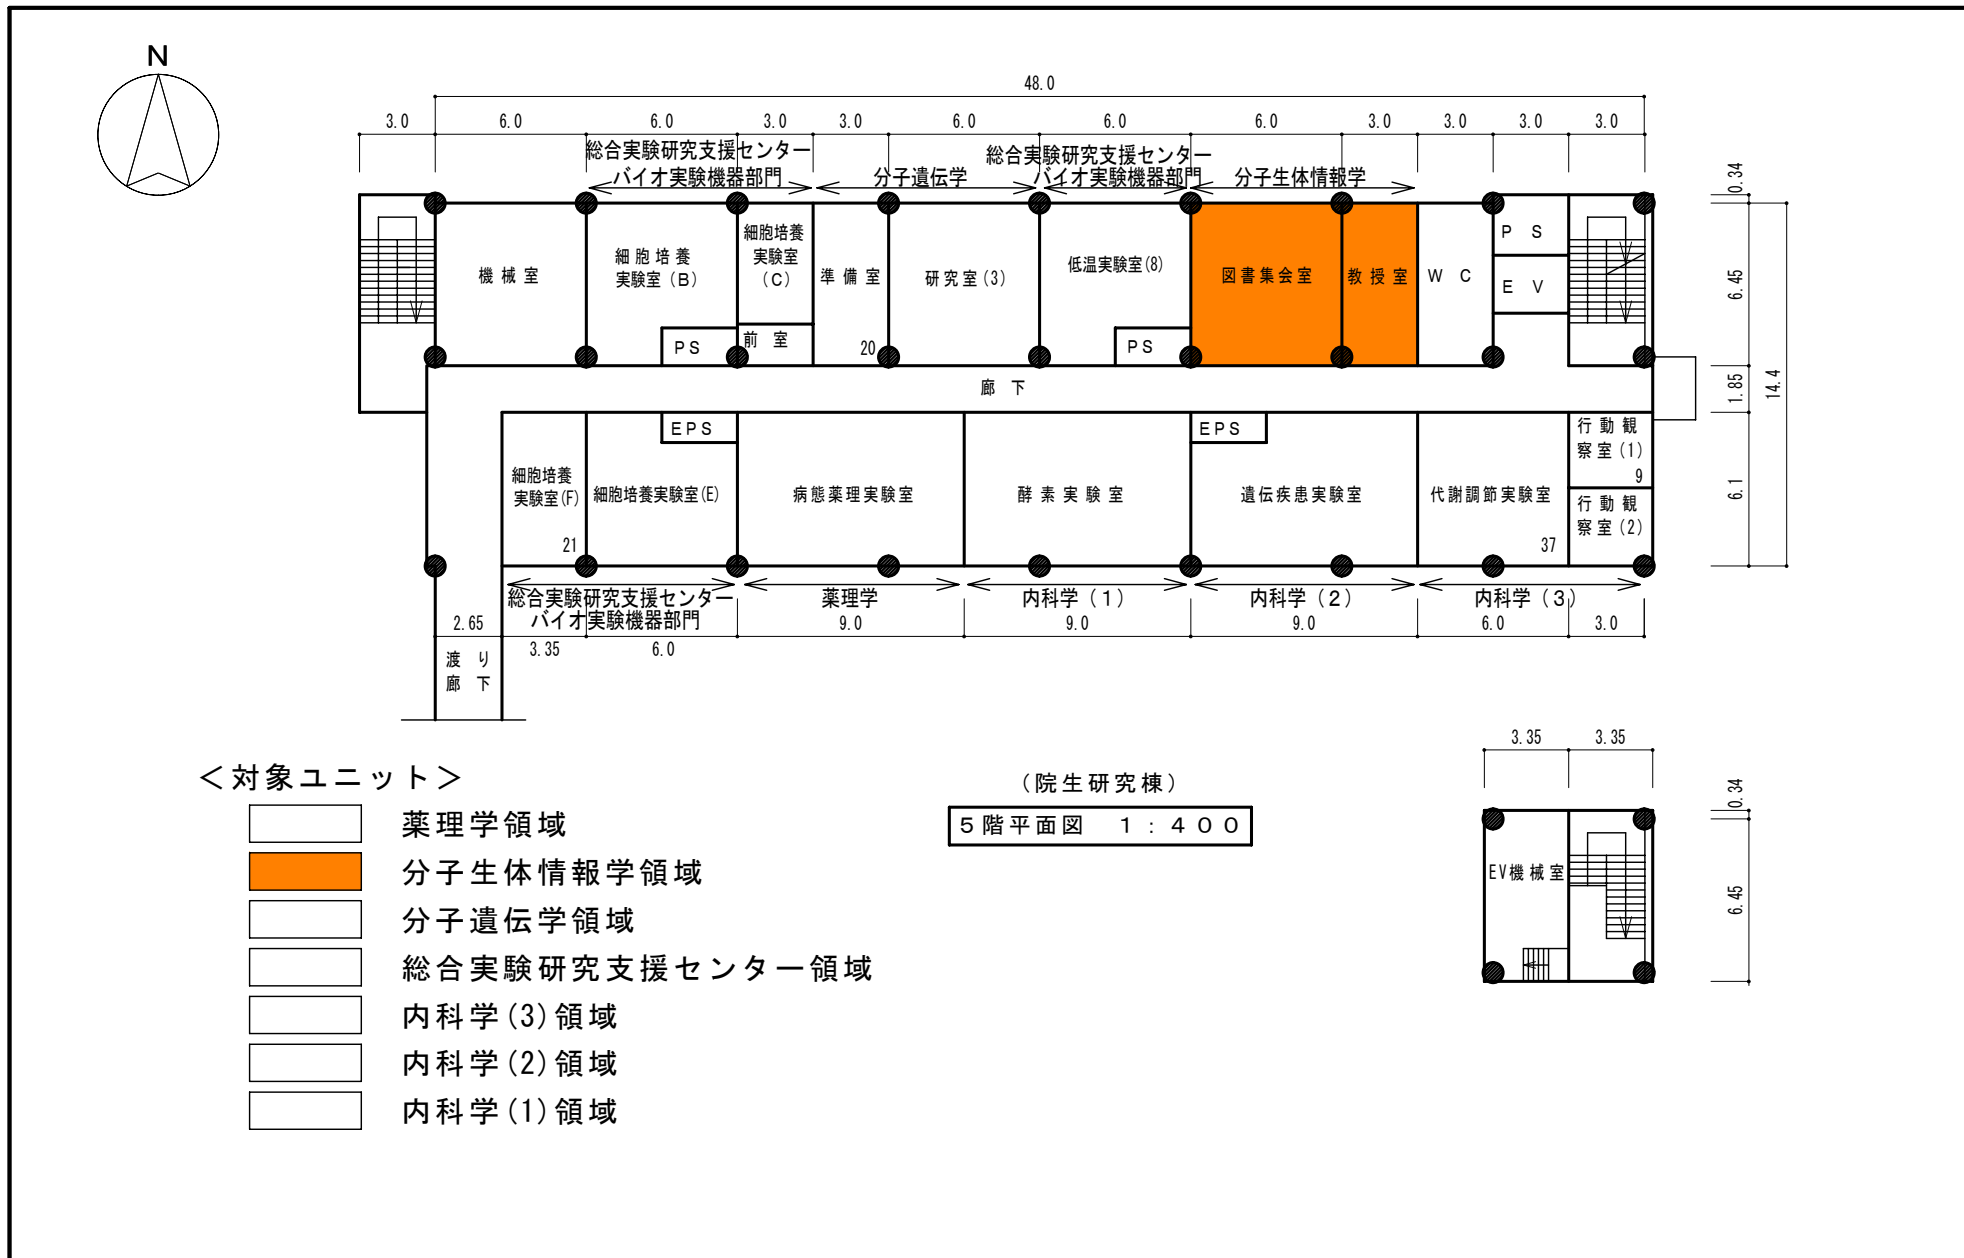 N
48.0
3.0 6.0 6.0 3.0 3.0 6.0 6.0 6.0 3.0 3.0 3.0 3.0
総合実験研究支援センター
バイオ実験機器部門
分子遺伝学
総合実験研究支援センター
バイオ実験機器部門
分子生体情報学
0.34
6.45
1.85
6.1
14.4
機械室
細胞培養
実験室(B)
PS
細胞培養
実験室
(C)
前 室
準備室
20
研究室(3)
低温実験室(8)
PS
図書集会室
教授室
W C
P S
E V
廊 下
細胞培養
実験室(F)
21
EPS
細胞培養実験室(E)
病態薬理実験室
酵素実験室
EPS
遺伝疾患実験室
代謝調節実験室
37
行動観
察室(1)
9
行動観
察室(2)
総合実験研究支援センター
バイオ実験機器部門
薬理学
内科学(1)
内科学(2)
内科学(3)
2.65 9.0 9.0 9.0 6.0 3.0
3.35 6.0
渡 り
廊 下
<対象ユニット>
薬理学領域
分子生体情報学領域
分子遺伝学領域
総合実験研究支援センター領域
内科学(3)領域
内科学(2)領域
内科学(1)領域
(院生研究棟)
5階平面図 1:400
3.35 3.35
0.34
6.45
EV機械室